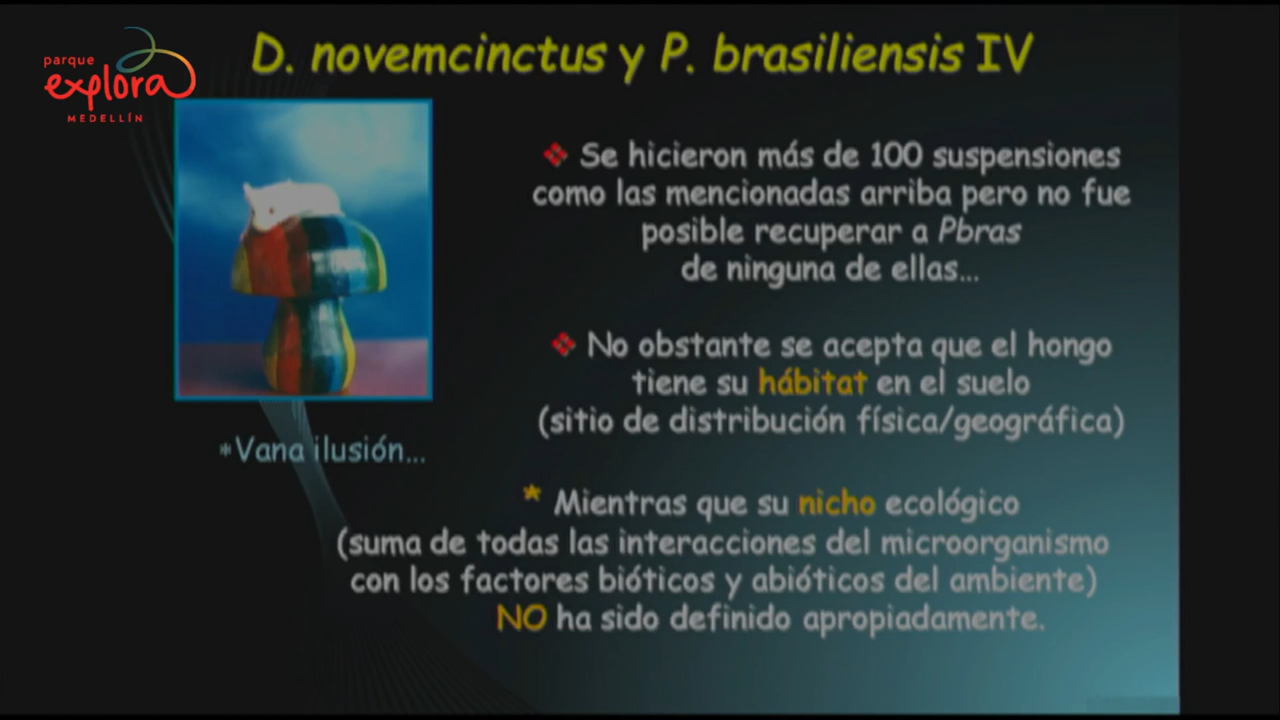 parque
explora
MEDELLÍN
D. novemcinctus y P. brasiliensis IV
❖ Se hicieron más de 100 suspensiones
como las mencionadas arriba pero no fue
posible recuperar a Pbras
de ninguna de ellas...
❖ No obstante se acepta que el hongo
tiene su hábitat en el suelo
(sitio de distribución física/geográfica)
*Vana ilusión...
* Mientras que su nicho ecológico
(suma de todas las interacciones del microorganismo
con los factores bióticos y abióticos del ambiente)
NO ha sido definido apropiadamente.